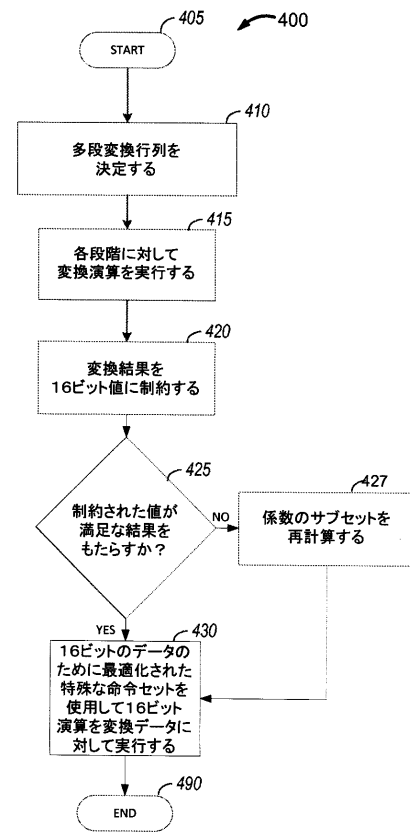 400
405
START
410
多段変換行列を
決定する
415
各段階に対して
変換演算を実行する
420
変換結果を
16ビット値に制約する
425
制約された値が
満足な結果を
もたらすか？
NO
427
係数のサブセットを
再計算する
YES
430
16ビットのデータの
ために最適化された
特殊な命令セットを
使用して16ビット
演算を変換データに
対して実行する
490
END